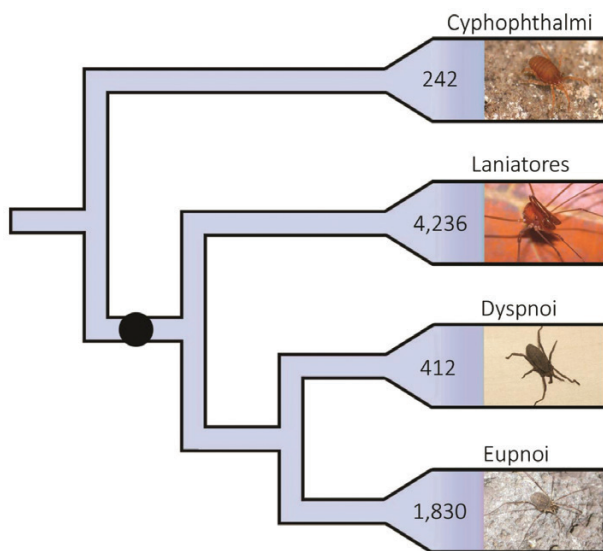 Cyphophthalmi
242
Laniatores
4,236
Dyspnoi
412
Eupnoi
1,830